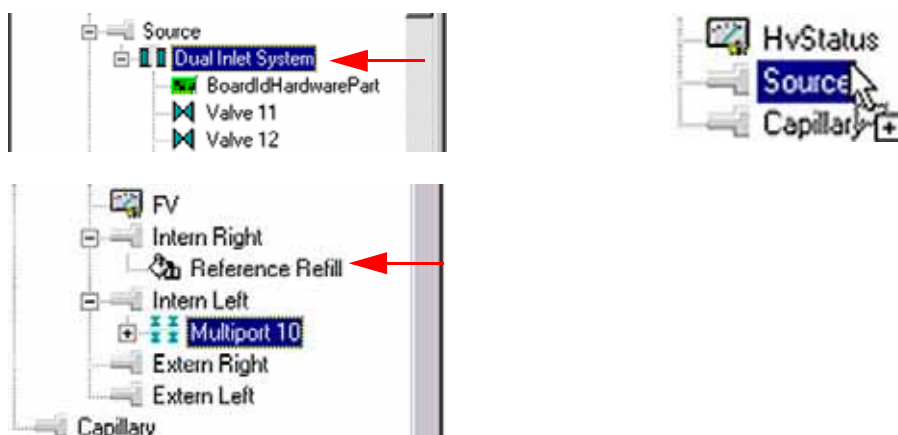 Source
Dual Inlet System
BoardIdHardwarePart
Valve 11
Valve 12
HvStatus
Source
Capillary
FV
Intern Right
Reference Refill
Intern Left
Multiport 10
Extern Right
Extern Left
Capillary